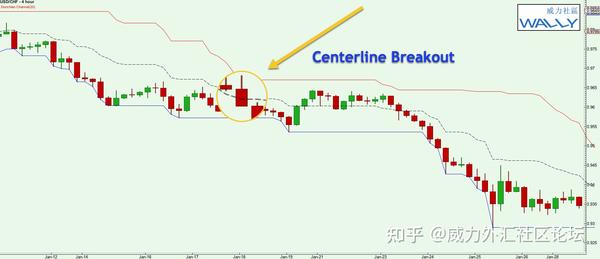 USD/CHF - 4 hour
Donchian Channel(20)
威力社區
WALLY
Centerline Breakout
0.975
0.97
0.965
0.96
0.955
0.95
0.945
0.94
0.935
0.93
0.925
Jan-12
Jan-13
Jan-14
Jan-16
Jan-17
Jan-18
Jan-19
Jan-21
Jan-23
Jan-24
Jan-25
Jan-26
Jan-28
知乎 @威力外汇社区论坛